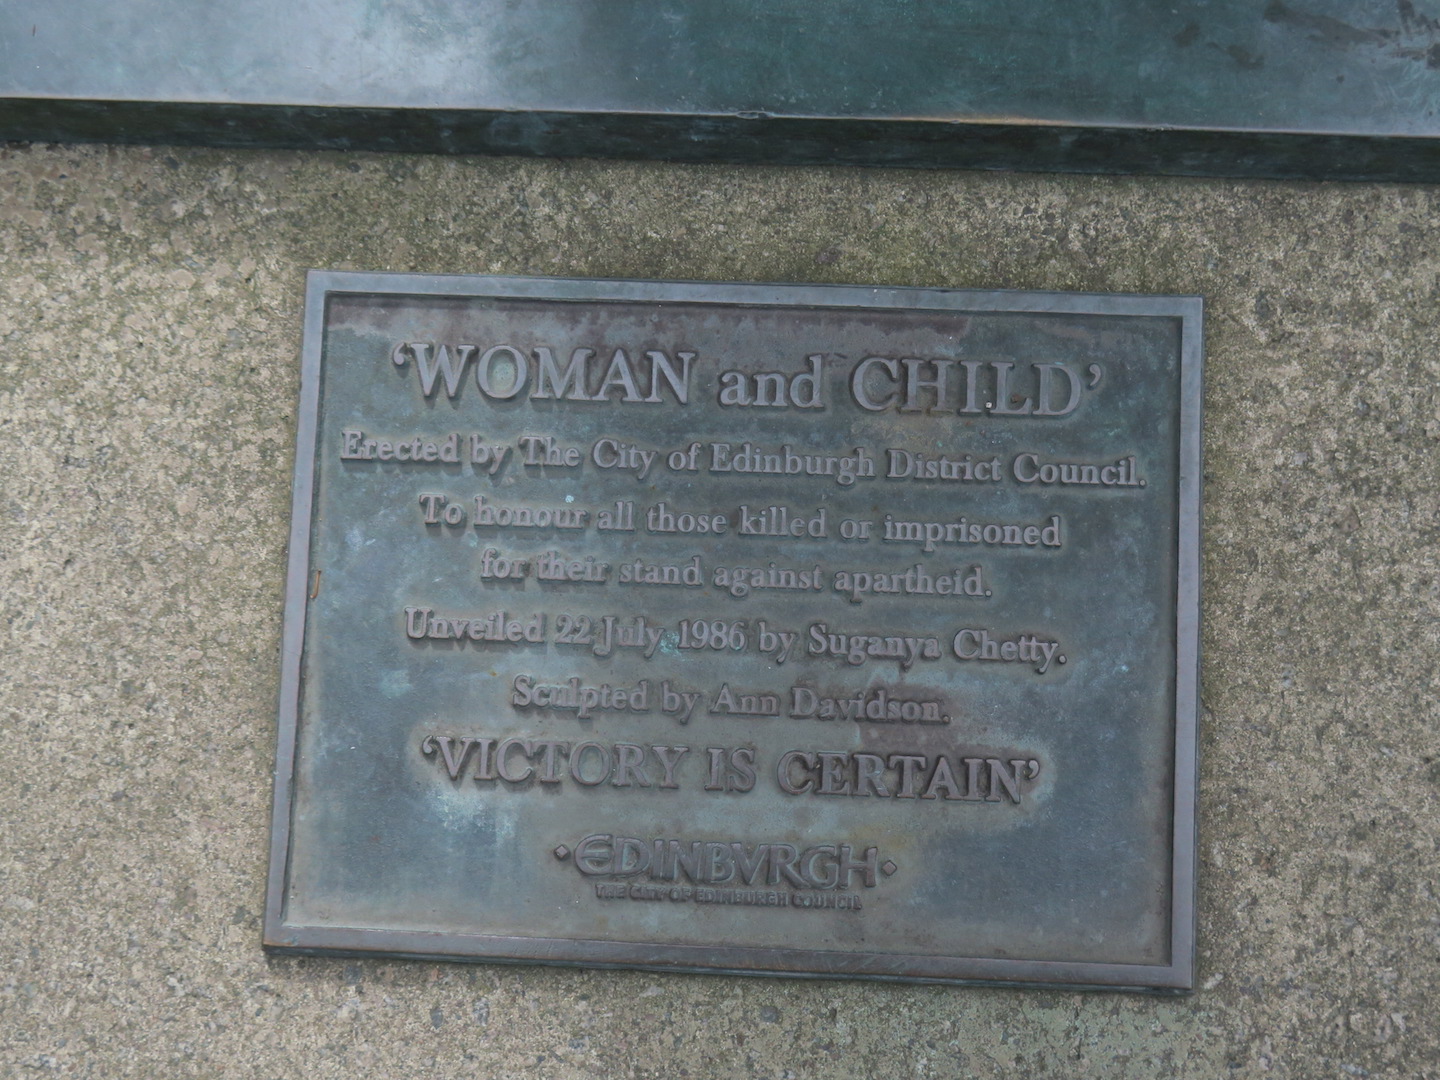 ‘WOMAN and CHILD’
Erected by The City of Edinburgh District Council.
To honour all those killed or imprisoned
for their stand against apartheid.
Unveiled 22 July 1986 by Suganya Chetty.
Sculpted by Ann Davidson.
‘VICTORY IS CERTAIN’
·EDINBVRGH·
THE CITY OF EDINBURGH COUNCIL